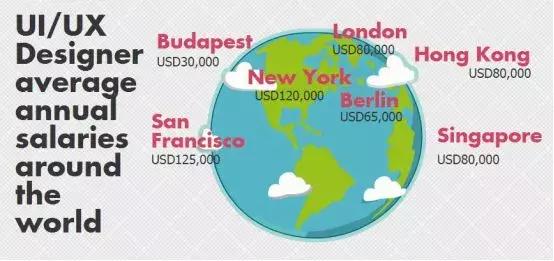 UI/UX
Designer
average
annual
salaries
around
the
world
Budapest
USD30,000
London
USD80,000
Hong Kong
USD80,000
New York
USD120,000
Berlin
USD65,000
San
Francisco
USD125,000
Singapore
USD80,000